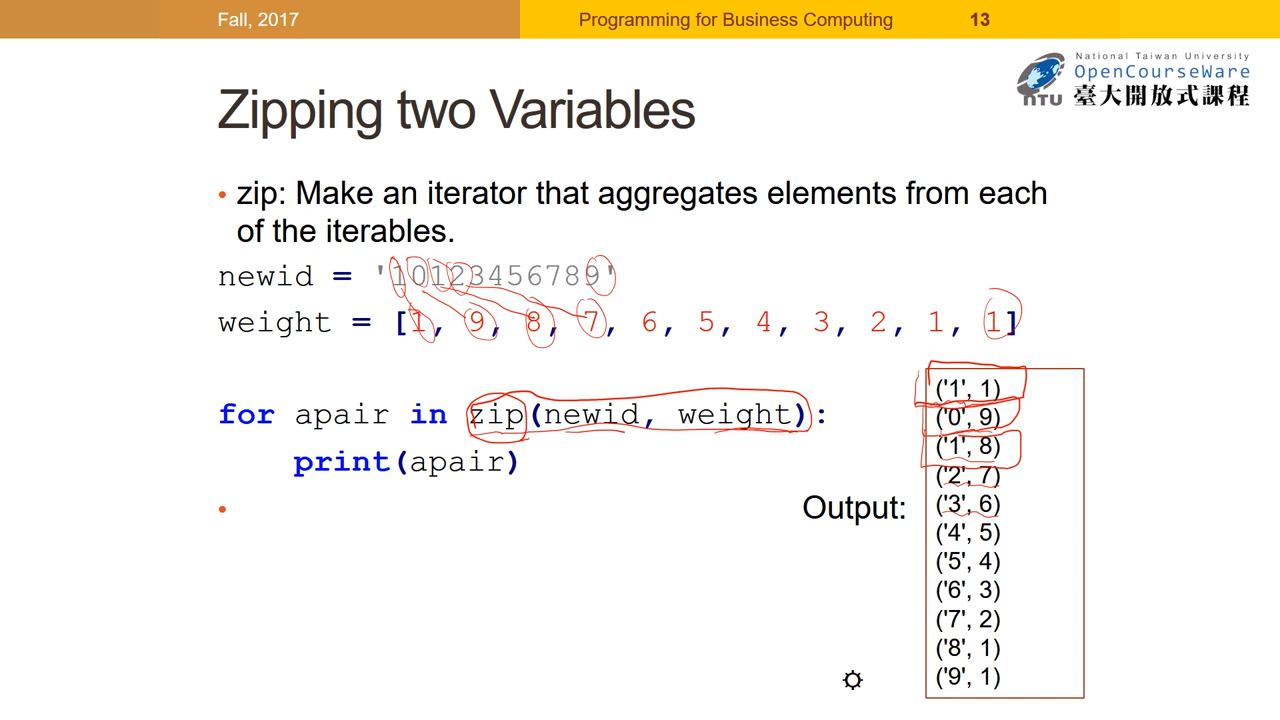 Fall, 2017
Programming for Business Computing
13
National Taiwan University
OpenCourseWare
NTU 臺大開放式課程
Zipping two Variables
• zip: Make an iterator that aggregates elements from each
of the iterables.
newid = '10123456789'
weight = [1, 9, 8, 7, 6, 5, 4, 3, 2, 1, 1]
for apair in zip(newid, weight):
print(apair)
•
Output:
('1', 1)
('0', 9)
('1', 8)
('2', 7)
('3', 6)
('4', 5)
('5', 4)
('6', 3)
('7', 2)
('8', 1)
('9', 1)